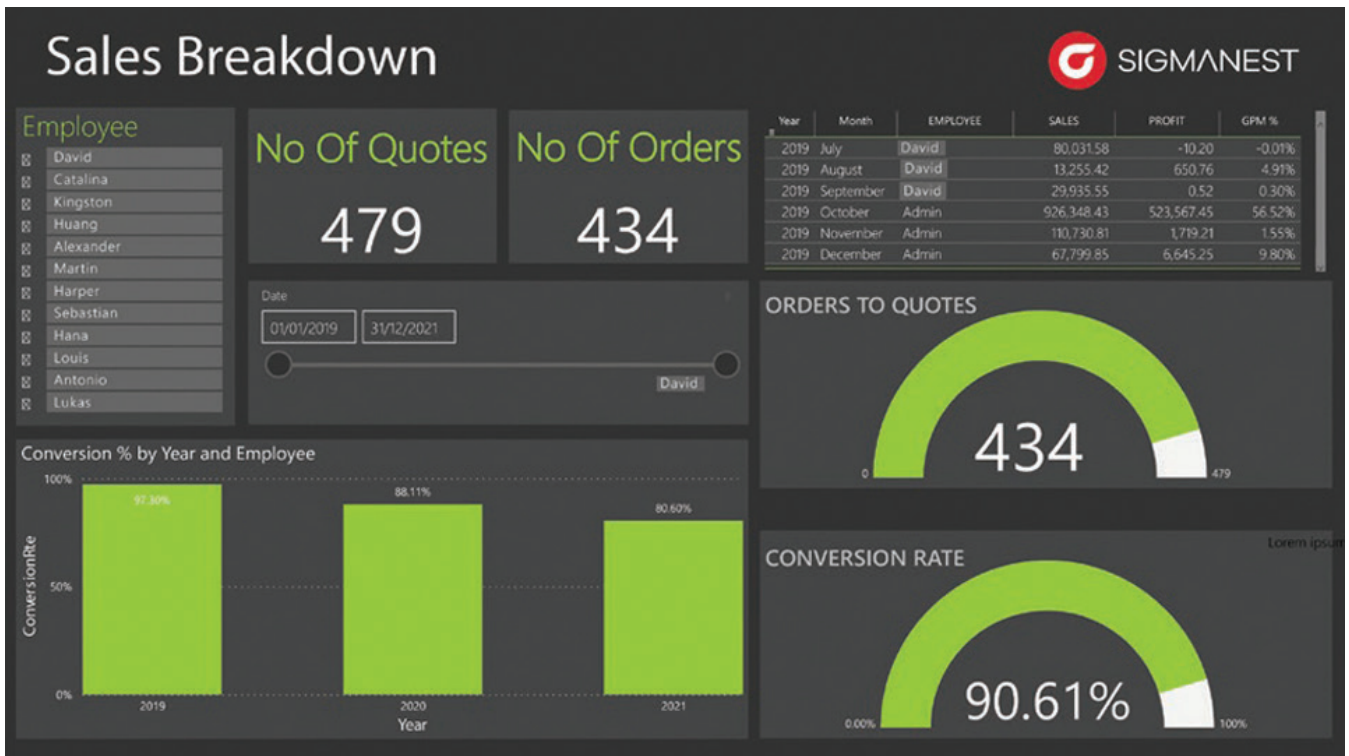 Sales Breakdown
SIGMANEST
Employee
David
Catalina
Kingston
Huang
Alexander
Martin
Harper
Sebastian
Hana
Louis
Antonio
Lukas
No Of Quotes
479
No Of Orders
434
Year Month EMPLOYEE SALES PROFIT GPM %
2019 July David 80,031.58 -10.20 -0.01%
2019 August David 13,255.42 650.76 4.91%
2019 September David 29,935.55 0.52 0.30%
2019 October Admin 926,348.43 523,567.45 56.52%
2019 November Admin 110,730.81 1,719.21 1.55%
2019 December Admin 67,799.85 6,645.25 9.80%
Date
01/01/2019 31/12/2021
David
ORDERS TO QUOTES
434
0 479
Conversion % by Year and Employee
ConversionRte
100%
50%
0%
97.30%
88.11%
80.60%
2019 2020 2021
Year
CONVERSION RATE
Lorem ipsum
90.61%
0.00% 100%